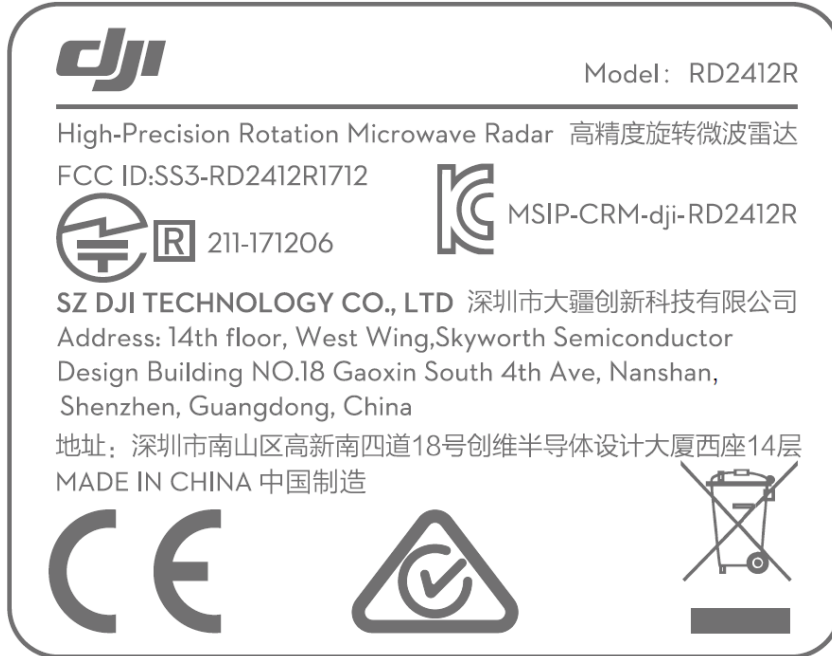 dji
Model: RD2412R
High-Precision Rotation Microwave Radar 高精度旋转微波雷达
FCC ID:SS3-RD2412R1712
R 211-171206
MSIP-CRM-dji-RD2412R
SZ DJI TECHNOLOGY CO., LTD 深圳市大疆创新科技有限公司
Address: 14th floor, West Wing,Skyworth Semiconductor
Design Building NO.18 Gaoxin South 4th Ave, Nanshan,
Shenzhen, Guangdong, China
地址：深圳市南山区高新南四道18号创维半导体设计大厦西座14层
MADE IN CHINA 中国制造
CE